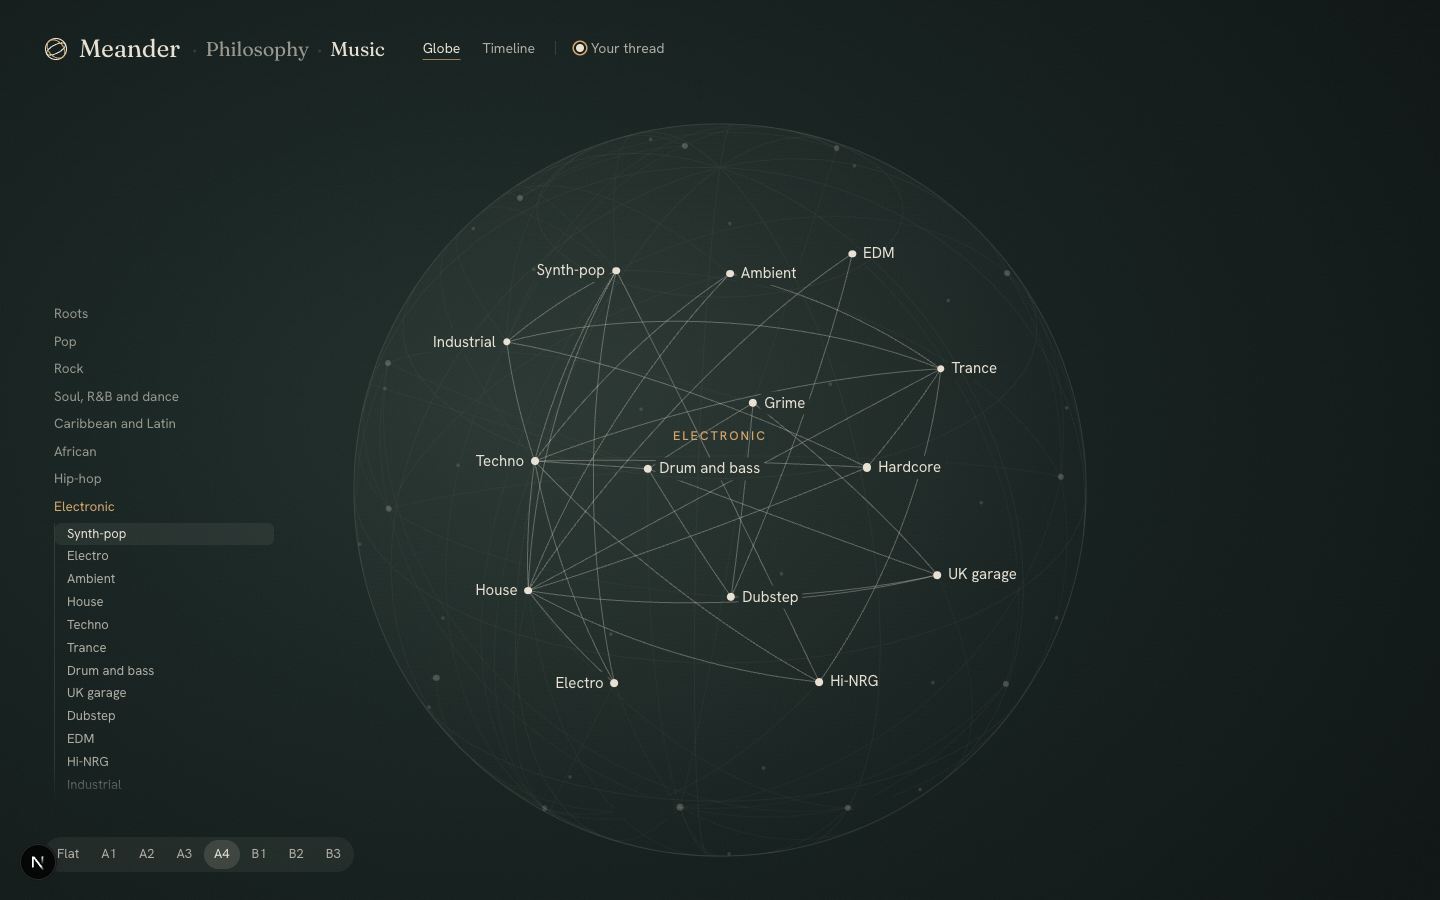 Meander · Philosophy · Music
Globe
Timeline
Your thread
EDM
Synth-pop
Ambient
Industrial
Trance
Grime
ELECTRONIC
Techno
Drum and bass
Hardcore
House
Dubstep
UK garage
Electro
Hi-NRG
Roots
Pop
Rock
Soul, R&B and dance
Caribbean and Latin
African
Hip-hop
Electronic
Synth-pop
Electro
Ambient
House
Techno
Trance
Drum and bass
UK garage
Dubstep
EDM
Hi-NRG
Industrial
N
Flat
A1
A2
A3
A4
B1
B2
B3